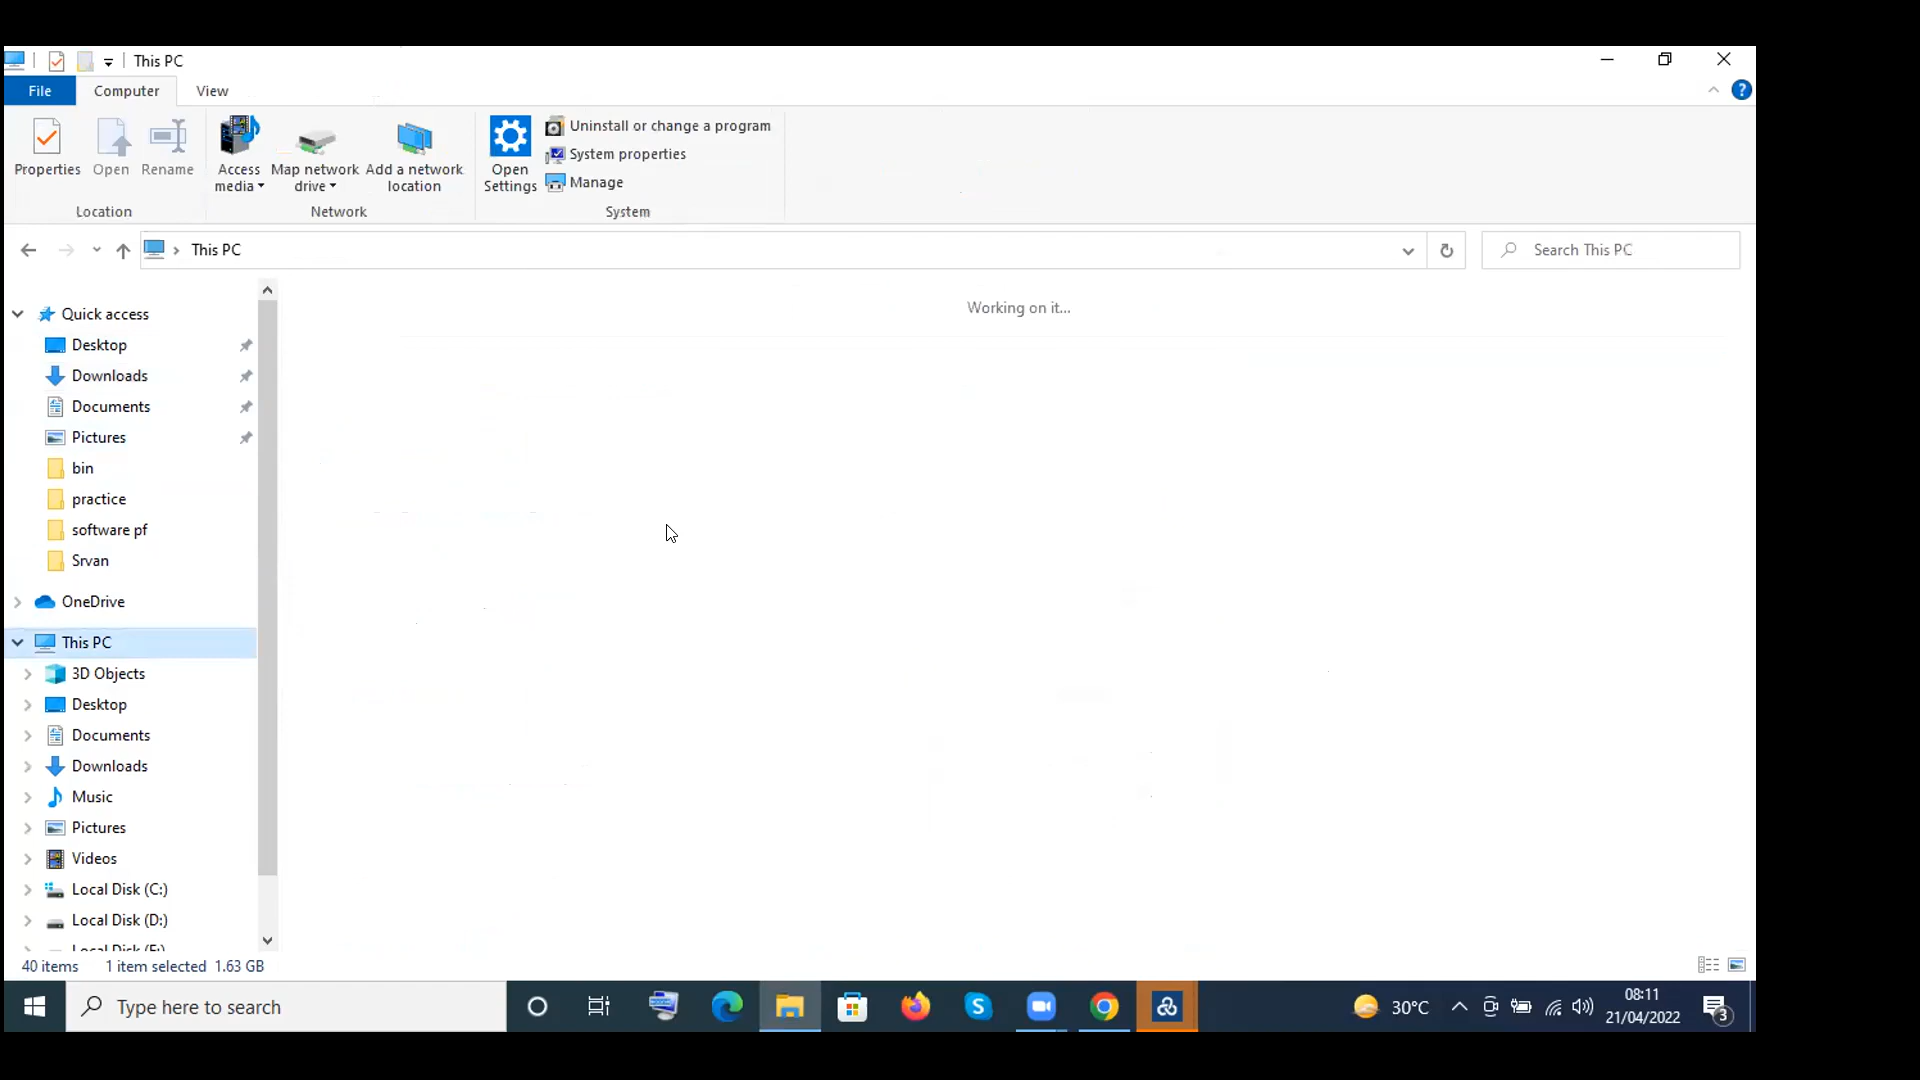 This PC
File Computer View
Properties Open Rename Access media Map network drive Add a network location Open Settings
Uninstall or change a program
System properties
Manage
Location Network System
This PC
Search This PC
Working on it...
Quick access
Desktop
Downloads
Documents
Pictures
bin
practice
software pf
Srvan
OneDrive
This PC
3D Objects
Desktop
Documents
Downloads
Music
Pictures
Videos
Local Disk (C:)
Local Disk (D:)
40 items 1 item selected 1.63 GB
Type here to search
30°C
08:11
21/04/2022
3